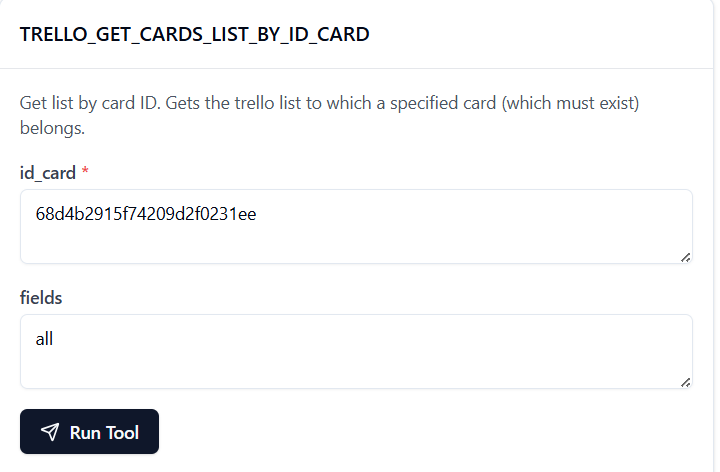 TRELLO_GET_CARDS_LIST_BY_ID_CARD
Get list by card ID. Gets the trello list to which a specified card (which must exist)
belongs.
id_card *
68d4b2915f74209d2f0231ee
fields
all
Run Tool